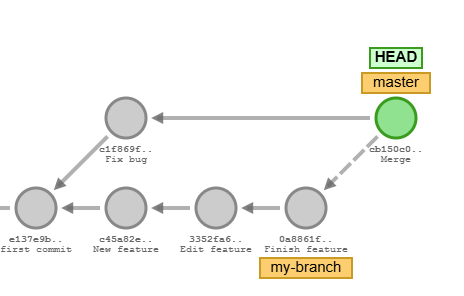 HEAD
master
c1f869f..
Fix bug
cb150c0..
Merge
e137e9b..
first commit
c45a82e..
New feature
3352fa6..
Edit feature
0a8861f..
Finish feature
my-branch